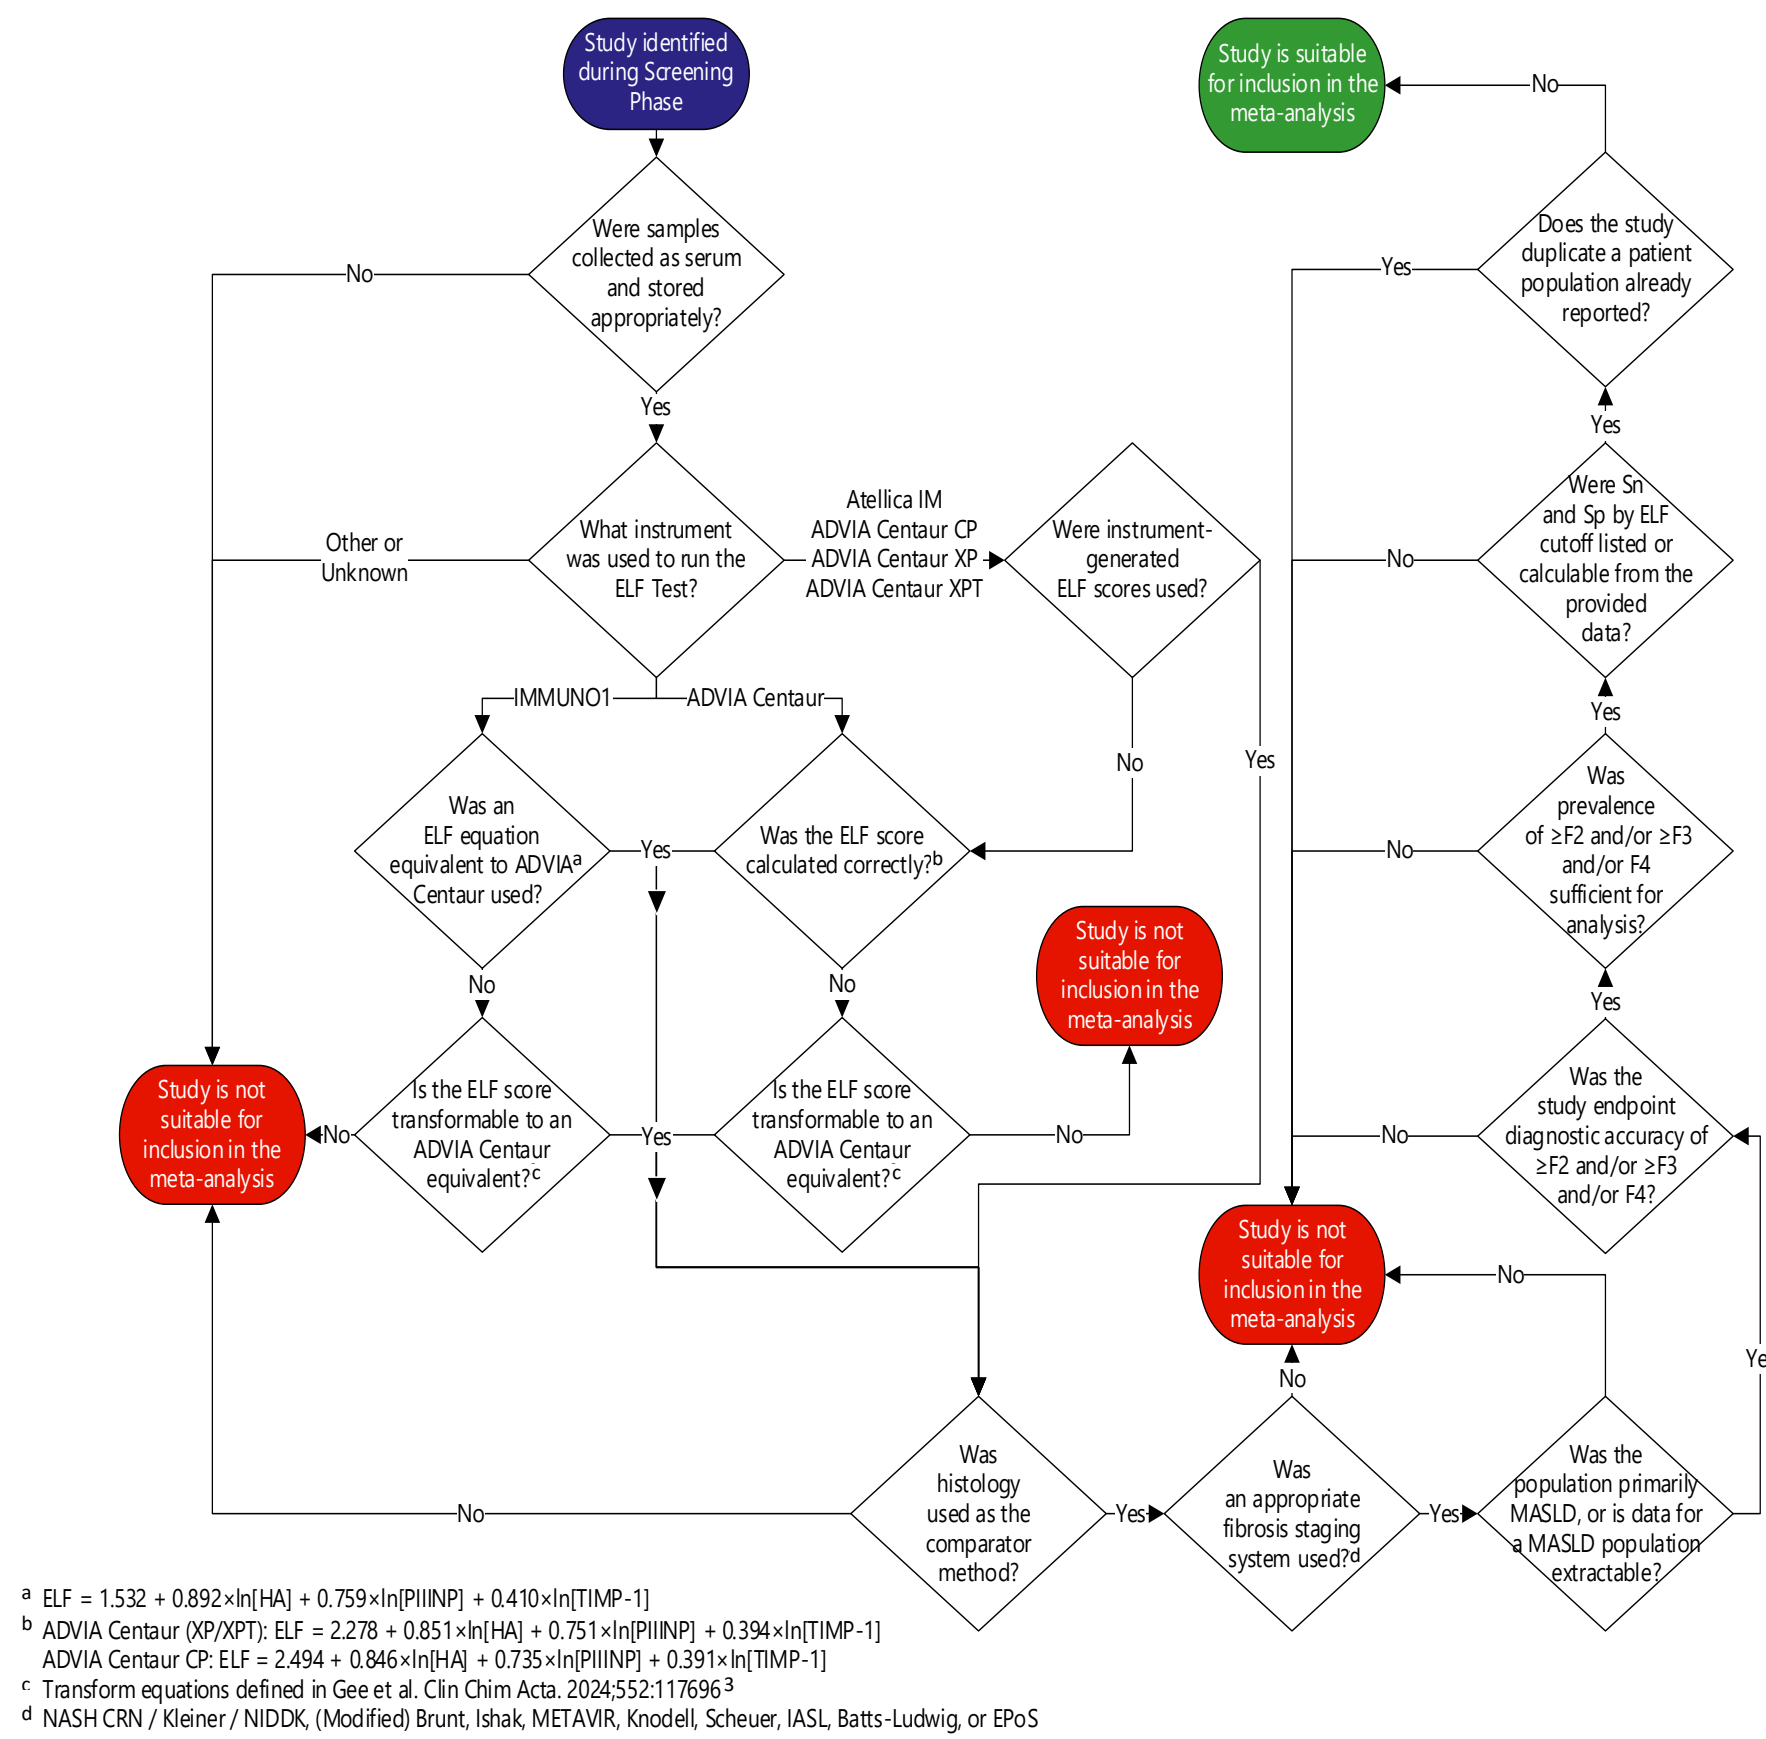 Study identified
during Screening
Phase
Study is suitable
for inclusion in the
meta-analysis
No
Were samples
collected as serum
and stored
appropriately?
No
Yes
Does the study
duplicate a patient
population already
reported?
Yes
Yes
What instrument
was used to run the
ELF Test?
Other or
Unknown
Atellica IM
ADVIA Centaur CP
ADVIA Centaur XP
ADVIA Centaur XPT
Were instrument-
generated
ELF scores used?
Were Sn
and Sp by ELF
cutoff listed or
calculable from the
provided
data?
No
Yes
IMMUNO1
ADVIA Centaur
No
Yes
Was an
ELF equation
equivalent to ADVIAa
Centaur used?
Yes
Was the ELF score
calculated correctly?b
Was
prevalence
of ≥F2 and/or ≥F3
and/or F4
sufficient for
analysis?
No
Yes
No
No
Study is not
suitable for
inclusion in the
meta-analysis
Study is not
suitable for
inclusion in the
meta-analysis
No
Is the ELF score
transformable to an
ADVIA Centaur
equivalent?c
Yes
Is the ELF score
transformable to an
ADVIA Centaur
equivalent?c
No
Was the
study endpoint
diagnostic accuracy of
≥F2 and/or ≥F3
and/or F4?
No
Study is not
suitable for
inclusion in the
meta-analysis
No
No
Ye
Was
histology
used as the
comparator
method?
No
Yes
Was
an appropriate
fibrosis staging
system used?d
Yes
Was the
population primarily
MASLD, or is data for
a MASLD population
extractable?
a ELF = 1.532 + 0.892×ln[HA] + 0.759×ln[PIIINP] + 0.410×ln[TIMP-1]
b ADVIA Centaur (XP/XPT): ELF = 2.278 + 0.851×ln[HA] + 0.751×ln[PIIINP] + 0.394×ln[TIMP-1]
ADVIA Centaur CP: ELF = 2.494 + 0.846×ln[HA] + 0.735×ln[PIIINP] + 0.391×ln[TIMP-1]
c Transform equations defined in Gee et al. Clin Chim Acta. 2024;552:117696 3
d NASH CRN / Kleiner / NIDDK, (Modified) Brunt, Ishak, METAVIR, Knodell, Scheuer, IASL, Batts-Ludwig, or EPoS